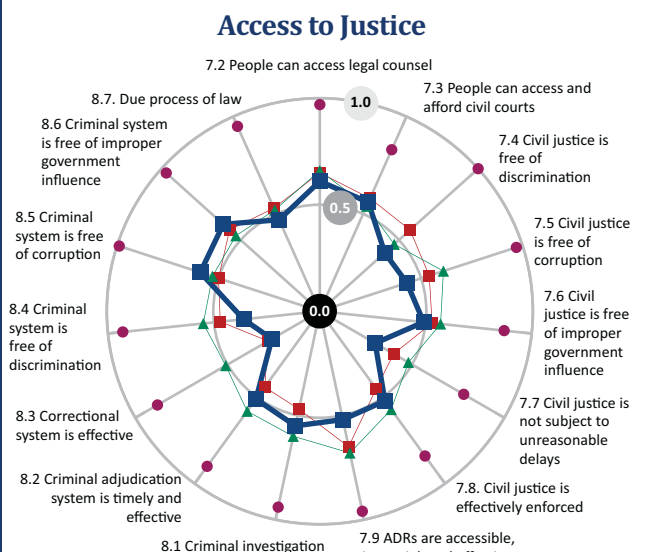 Access to Justice
7.2 People can access legal counsel
7.3 People can access and
afford civil courts
7.4 Civil justice is
free of
discrimination
7.5 Civil justice
is free of
corruption
7.6 Civil
justice is free
of improper
government
influence
7.7 Civil justice is
not subject to
unreasonable
delays
7.8. Civil justice is
effectively enforced
7.9 ADRs are accessible,
8.1 Criminal investigation
8.2 Criminal adjudication
system is timely and
effective
8.3 Correctional
system is effective
8.4 Criminal
system is
free of
discrimination
8.5 Criminal
system is free
of corruption
8.6 Criminal system
is free of improper
government
influence
8.7. Due process of law
1.0
0.5
0.0